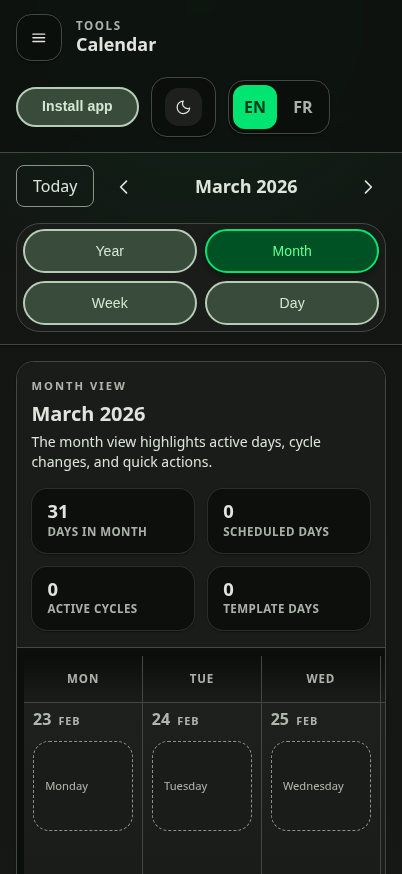 TOOLS
Calendar
Install app
EN FR
Today
March 2026
Year Month
Week Day
MONTH VIEW
March 2026
The month view highlights active days, cycle
changes, and quick actions.
31 0
DAYS IN MONTH SCHEDULED DAYS
0 0
ACTIVE CYCLES TEMPLATE DAYS
MON TUE WED
23 FEB 24 FEB 25 FEB
Monday Tuesday Wednesday